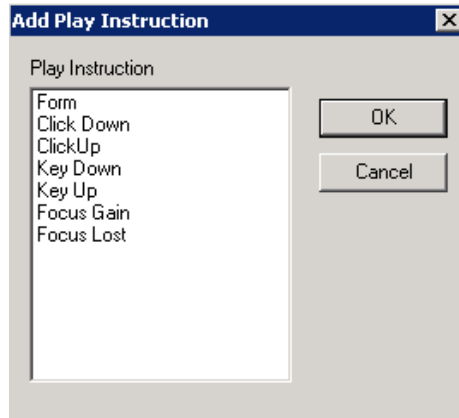 Add Play Instruction
Play Instruction
Form
Click Down
ClickUp
Key Down
Key Up
Focus Gain
Focus Lost
OK
Cancel